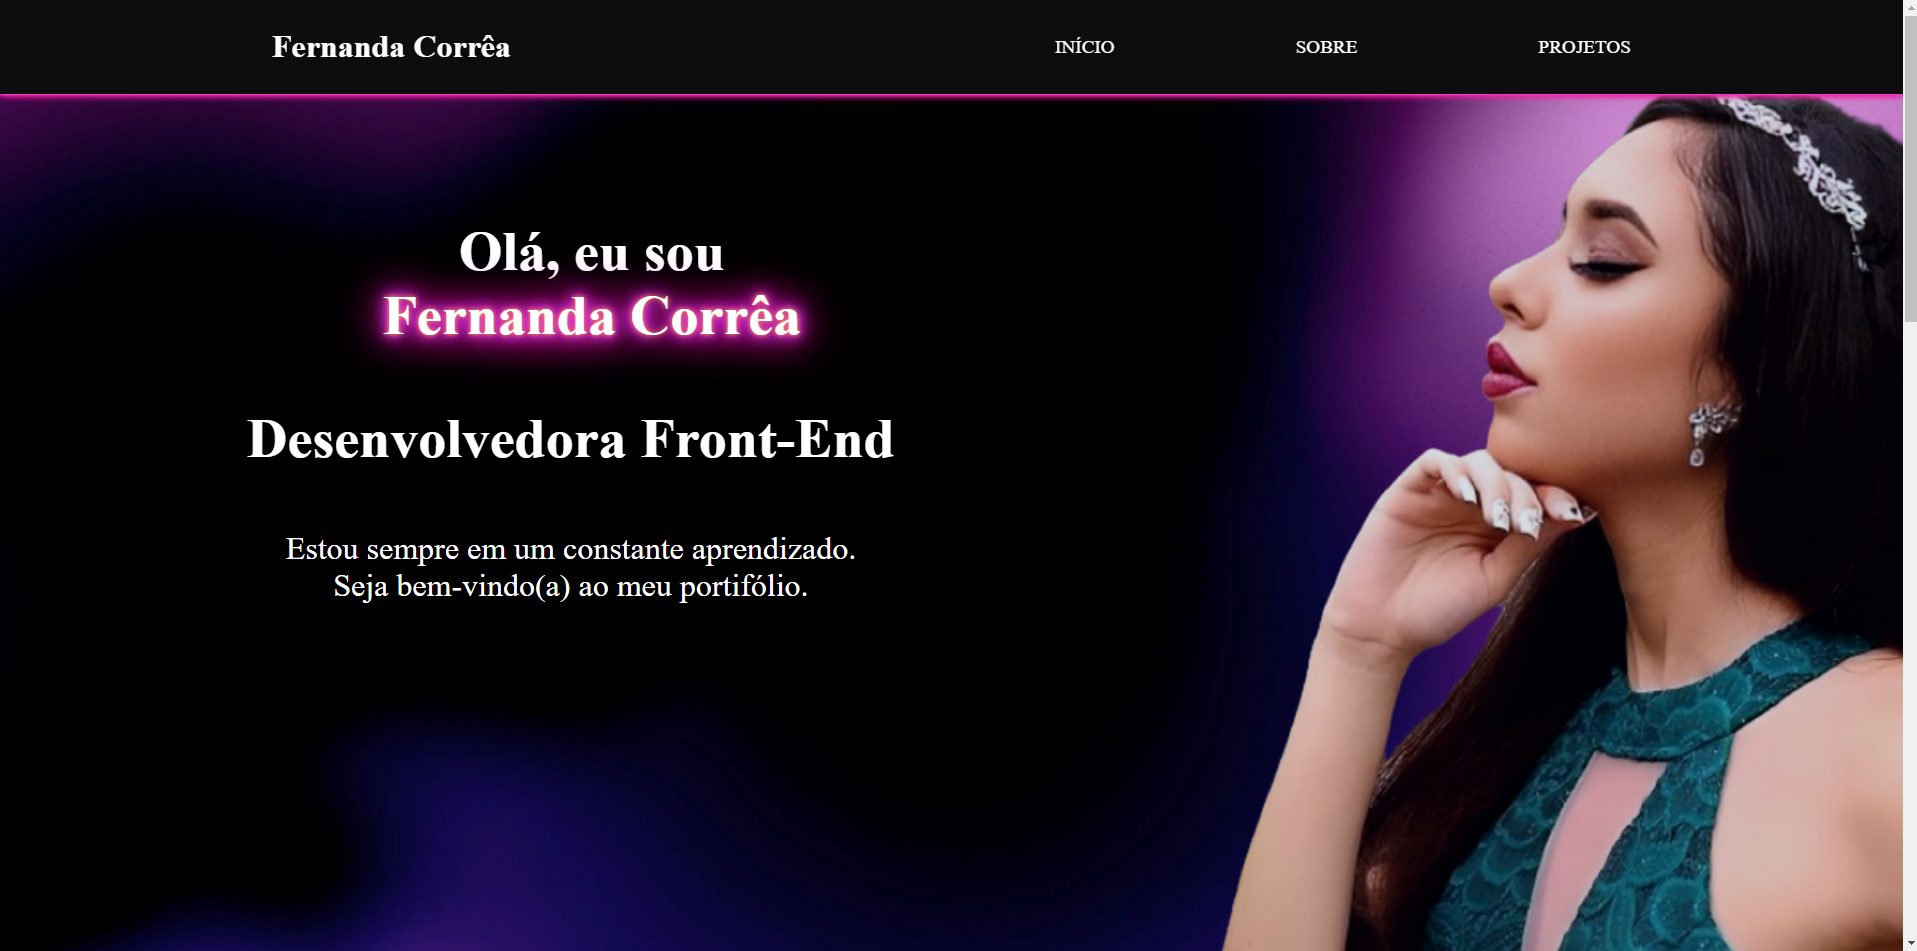 Fernanda Corrêa
INÍCIO
SOBRE
PROJETOS
Olá, eu sou
Fernanda Corrêa
Desenvolvedora Front-End
Estou sempre em um constante aprendizado.
Seja bem-vindo(a) ao meu portifólio.